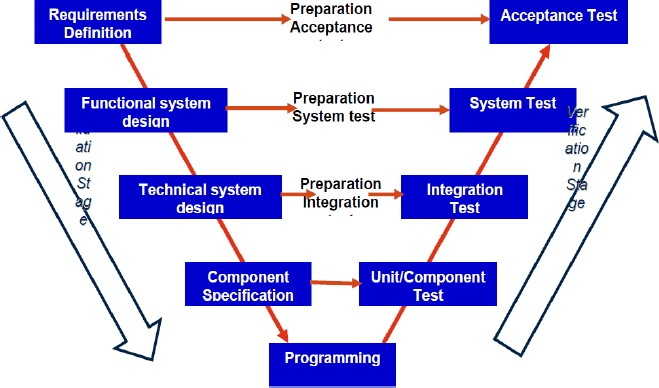 Requirements
Definition
Preparation
Acceptance
Acceptance Test
Functional system
design
Preparation
System test
System Test
ati
on
St
ag
e
Ver
ific
atio
n
Sta
ge
Technical system
design
Preparation
Integration
Integration
Test
Component
Specification
Unit/Component
Test
Programming